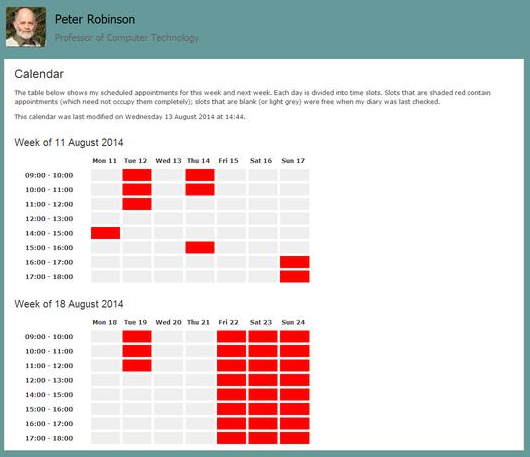 Peter Robinson
Professor of Computer Technology
Calendar
The table below shows my scheduled appointments for this week and next week. Each day is divided into time slots. Slots that are shaded red contain
appointments (which need not occupy them completely); slots that are blank (or light grey) were free when my diary was last checked.
This calendar was last modified on Wednesday 13 August 2014 at 14:44.
Week of 11 August 2014
Mon 11 Tue 12 Wed 13 Thu 14 Fri 15 Sat 16 Sun 17
09:00 - 10:00
10:00 - 11:00
11:00 - 12:00
12:00 - 13:00
14:00 - 15:00
15:00 - 16:00
16:00 - 17:00
17:00 - 18:00
Week of 18 August 2014
Mon 18 Tue 19 Wed 20 Thu 21 Fri 22 Sat 23 Sun 24
09:00 - 10:00
10:00 - 11:00
11:00 - 12:00
12:00 - 13:00
14:00 - 15:00
15:00 - 16:00
16:00 - 17:00
17:00 - 18:00